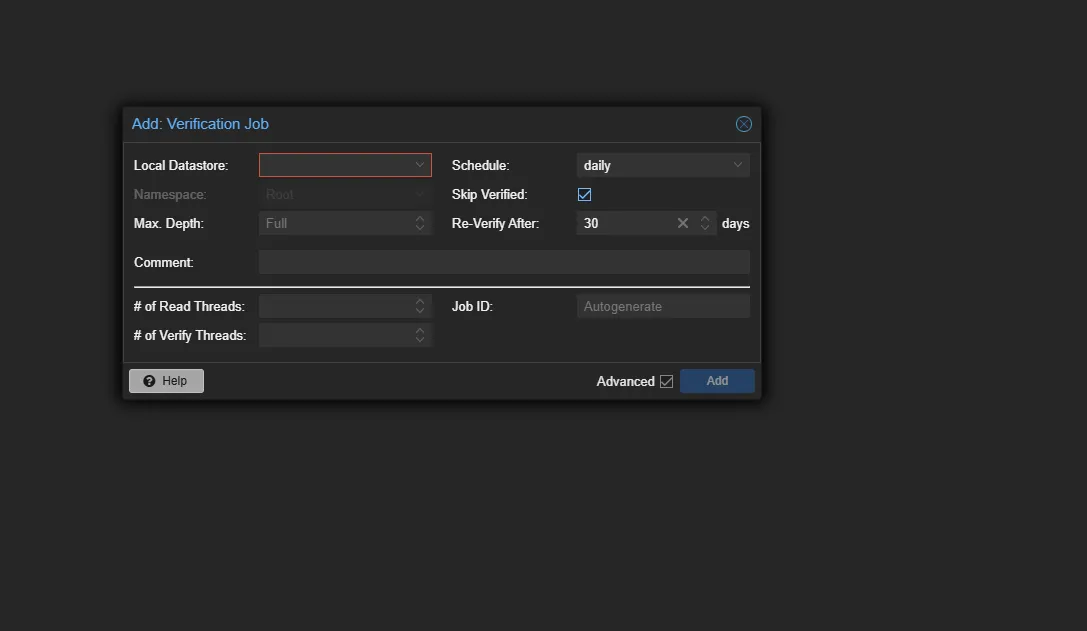 Add: Verification Job
Local Datastore: Schedule: daily
Namespace: Root Skip Verified:
Max. Depth: Full Re-Verify After: 30 days
Comment:
# of Read Threads: Job ID: Autogenerate
# of Verify Threads:
Help Advanced Add